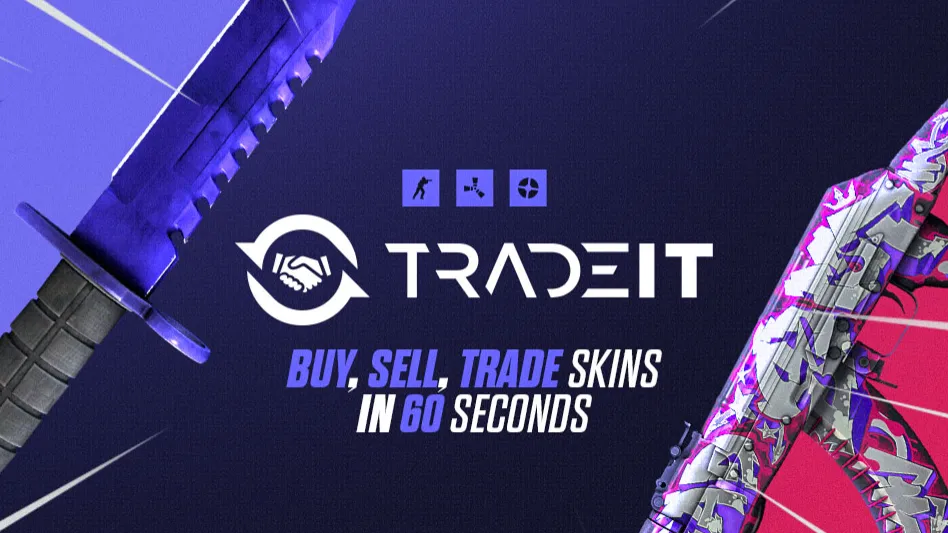 TRADEIT
BUY, SELL, TRADE SKINS
IN 60 SECONDS